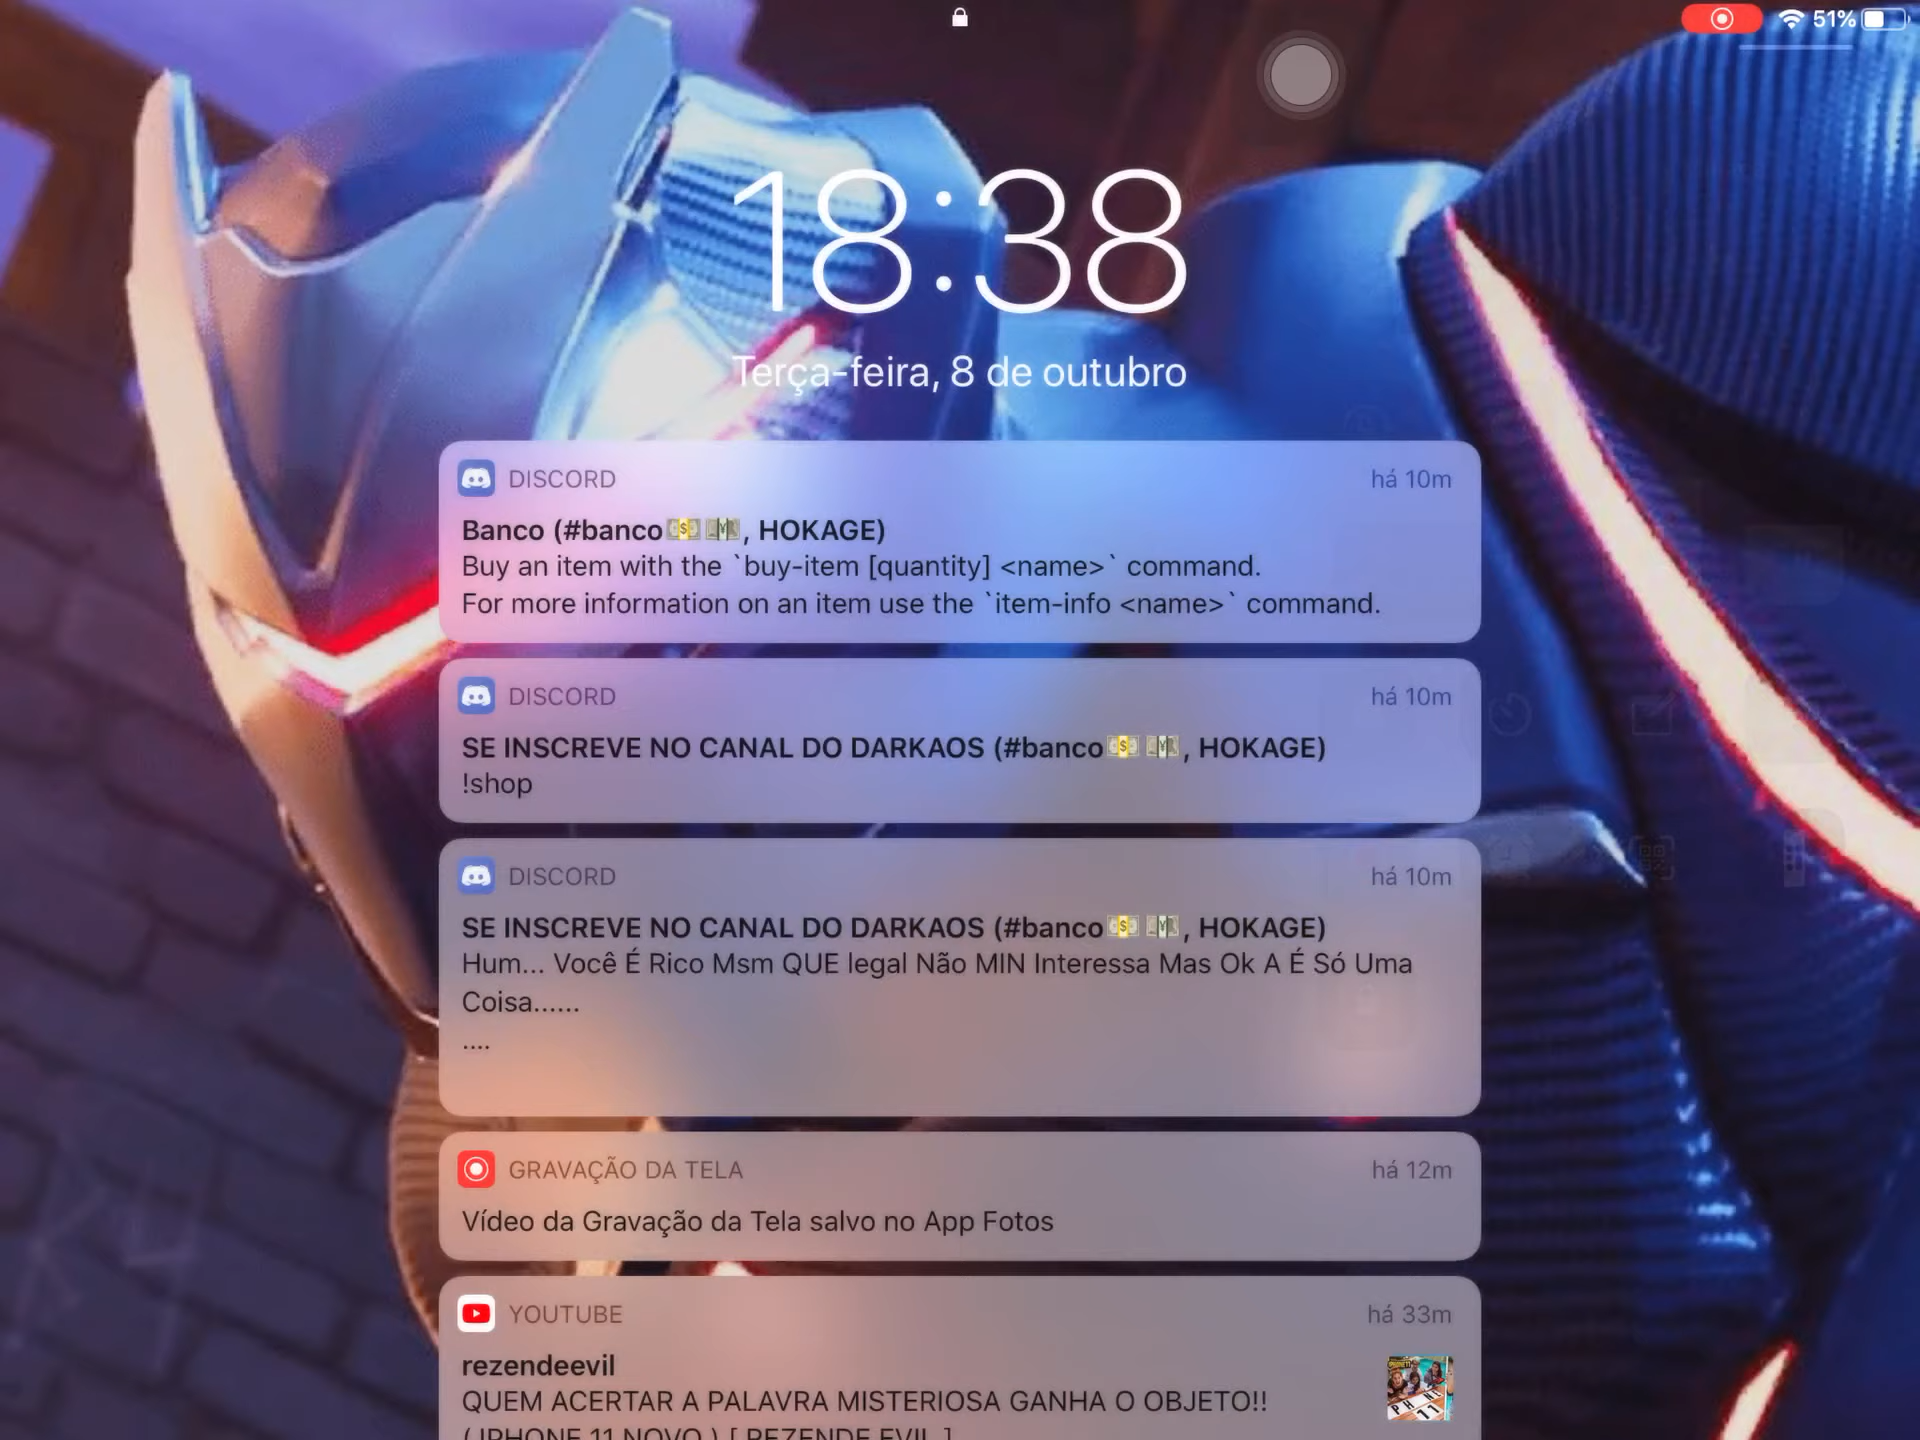 51%
18:38
Terça-feira, 8 de outubro
DISCORD
há 10m
Banco (#banco💵💴, HOKAGE)
Buy an item with the `buy-item [quantity] <name>` command.
For more information on an item use the `item-info <name>` command.
DISCORD
há 10m
SE INSCREVE NO CANAL DO DARKAOS (#banco💵💴, HOKAGE)
!shop
DISCORD
há 10m
SE INSCREVE NO CANAL DO DARKAOS (#banco💵💴, HOKAGE)
Hum... Você É Rico Msm QUE legal Não MIN Interessa Mas Ok A É Só Uma
Coisa......
....
GRAVAÇÃO DA TELA
há 12m
Vídeo da Gravação da Tela salvo no App Fotos
YOUTUBE
há 33m
rezendeevil
QUEM ACERTAR A PALAVRA MISTERIOSA GANHA O OBJETO!!
( IPHONE 11 NOVO ) [ REZENDE EVIL ]